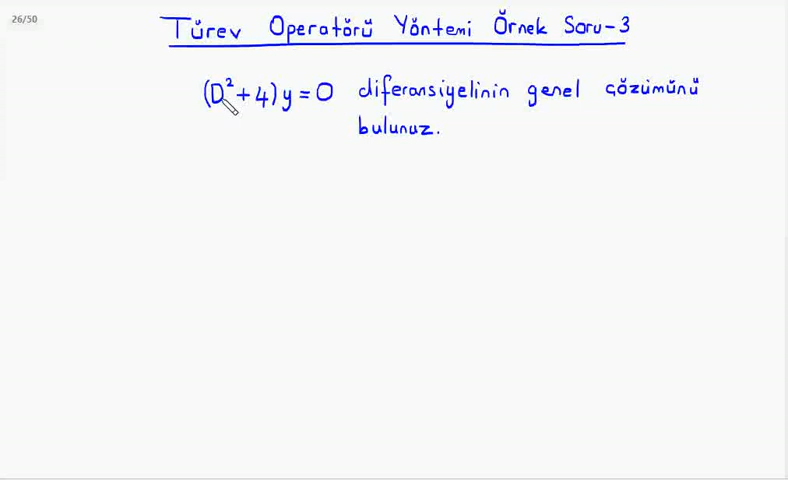 26/50
Türev Operatörü Yöntemi Örnek Soru-3
(D²+4)y=0 diferansiyelinin genel çözümünü
bulunuz.